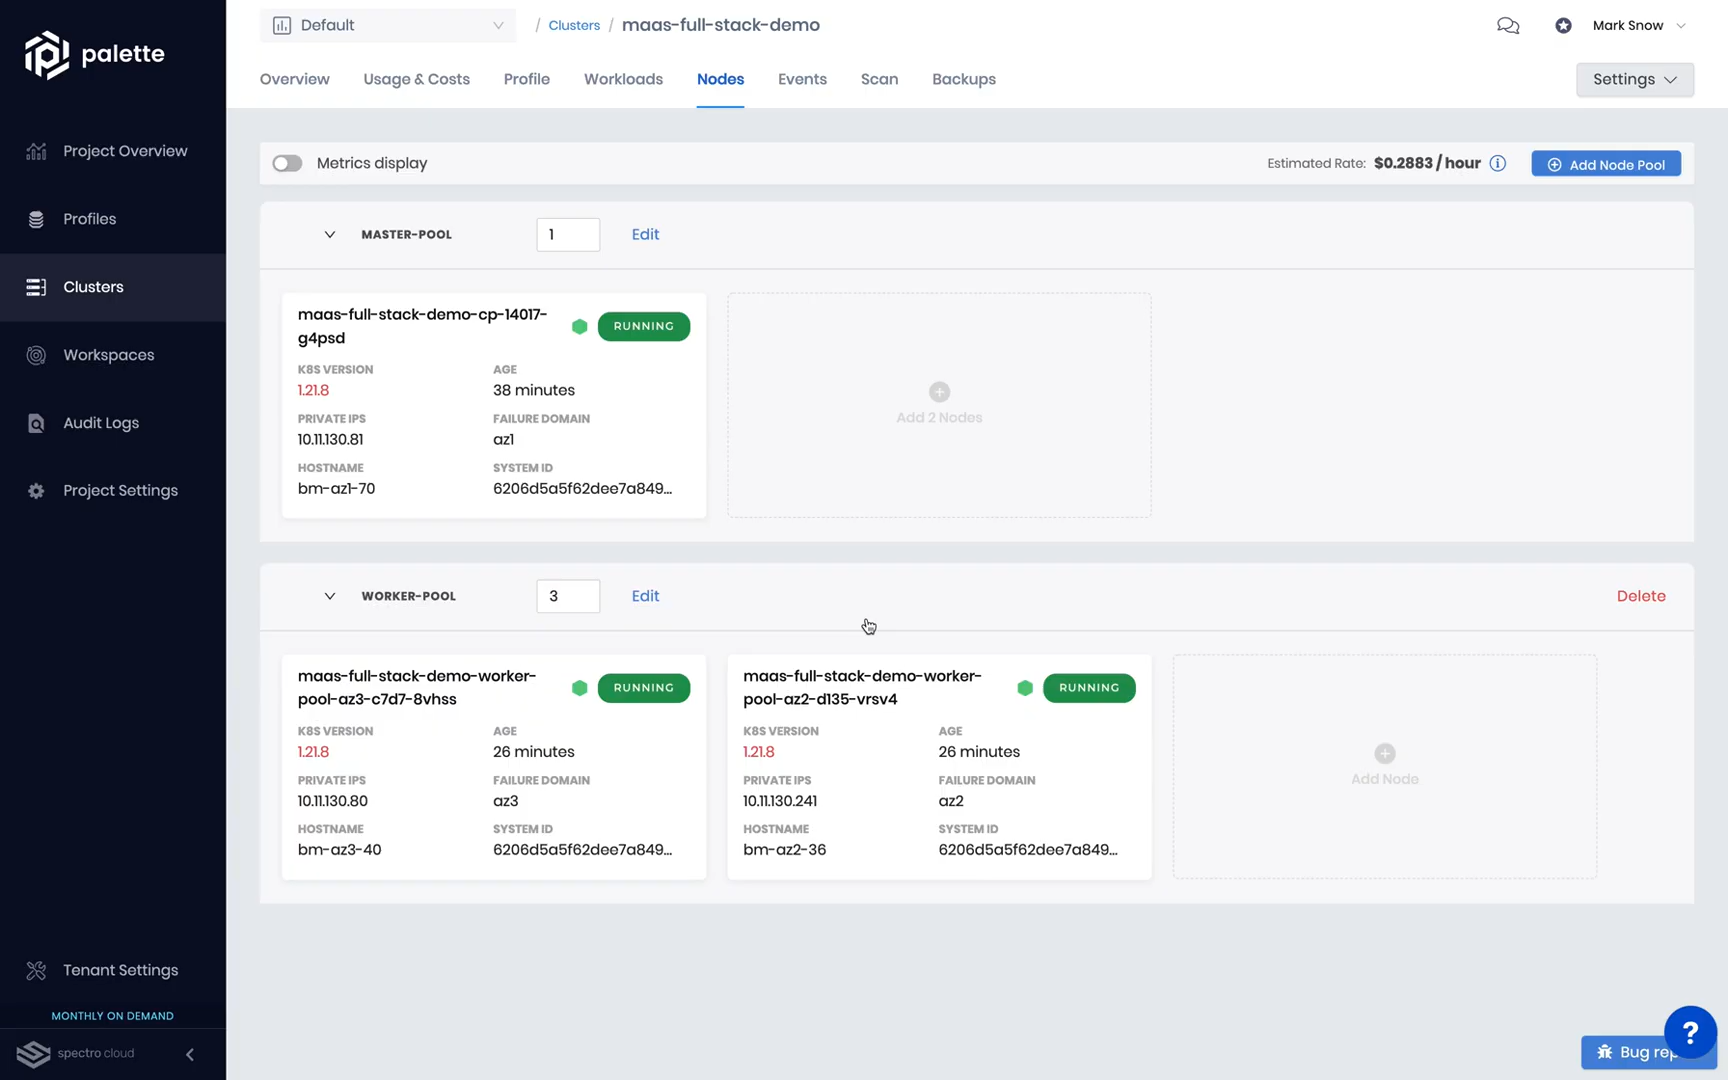 palette
Default
/ Clusters / maas-full-stack-demo
Mark Snow
Overview
Usage & Costs
Profile
Workloads
Nodes
Events
Scan
Backups
Settings
Project Overview
Profiles
Clusters
Workspaces
Audit Logs
Project Settings
Tenant Settings
MONTHLY ON DEMAND
spectro cloud
Metrics display
Estimated Rate: $0.2883 / hour
Add Node Pool
MASTER-POOL
1
Edit
maas-full-stack-demo-cp-14017-
g4psd
RUNNING
K8S VERSION
1.21.8
AGE
38 minutes
PRIVATE IPS
10.11.130.81
FAILURE DOMAIN
az1
HOSTNAME
bm-az1-70
SYSTEM ID
6206d5a5f62dee7a849...
Add 2 Nodes
WORKER-POOL
3
Edit
Delete
maas-full-stack-demo-worker-
pool-az3-c7d7-8vhss
RUNNING
K8S VERSION
1.21.8
AGE
26 minutes
PRIVATE IPS
10.11.130.80
FAILURE DOMAIN
az3
HOSTNAME
bm-az3-40
SYSTEM ID
6206d5a5f62dee7a849...
maas-full-stack-demo-worker-
pool-az2-d135-vrsv4
RUNNING
K8S VERSION
1.21.8
AGE
26 minutes
PRIVATE IPS
10.11.130.241
FAILURE DOMAIN
az2
HOSTNAME
bm-az2-36
SYSTEM ID
6206d5a5f62dee7a849...
Add Node
?
Bug rep